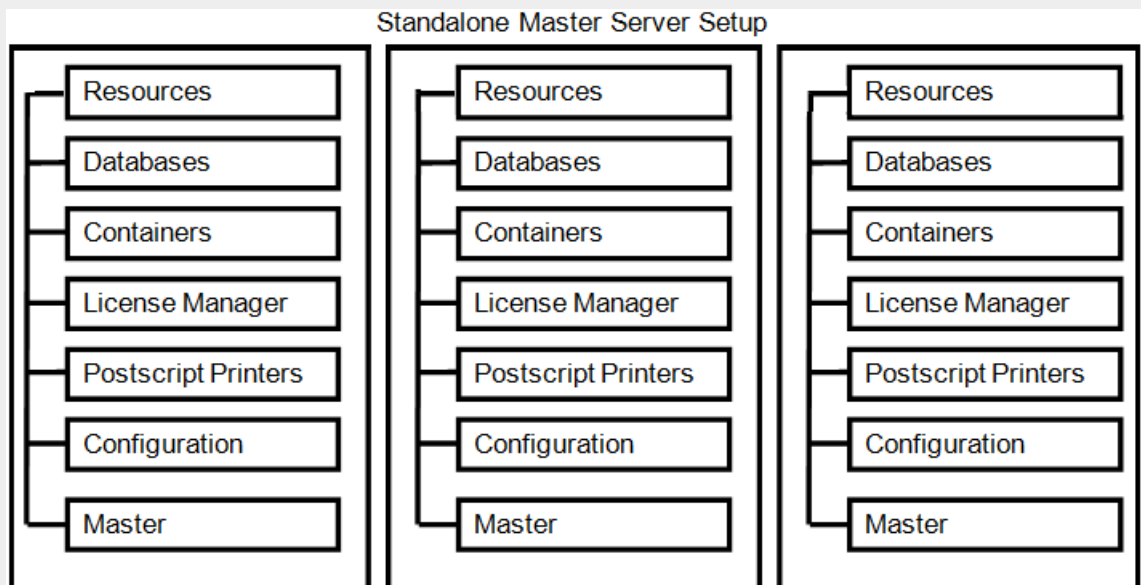 Standalone Master Server Setup
Resources
Databases
Containers
License Manager
Postscript Printers
Configuration
Master
Resources
Databases
Containers
License Manager
Postscript Printers
Configuration
Master
Resources
Databases
Containers
License Manager
Postscript Printers
Configuration
Master